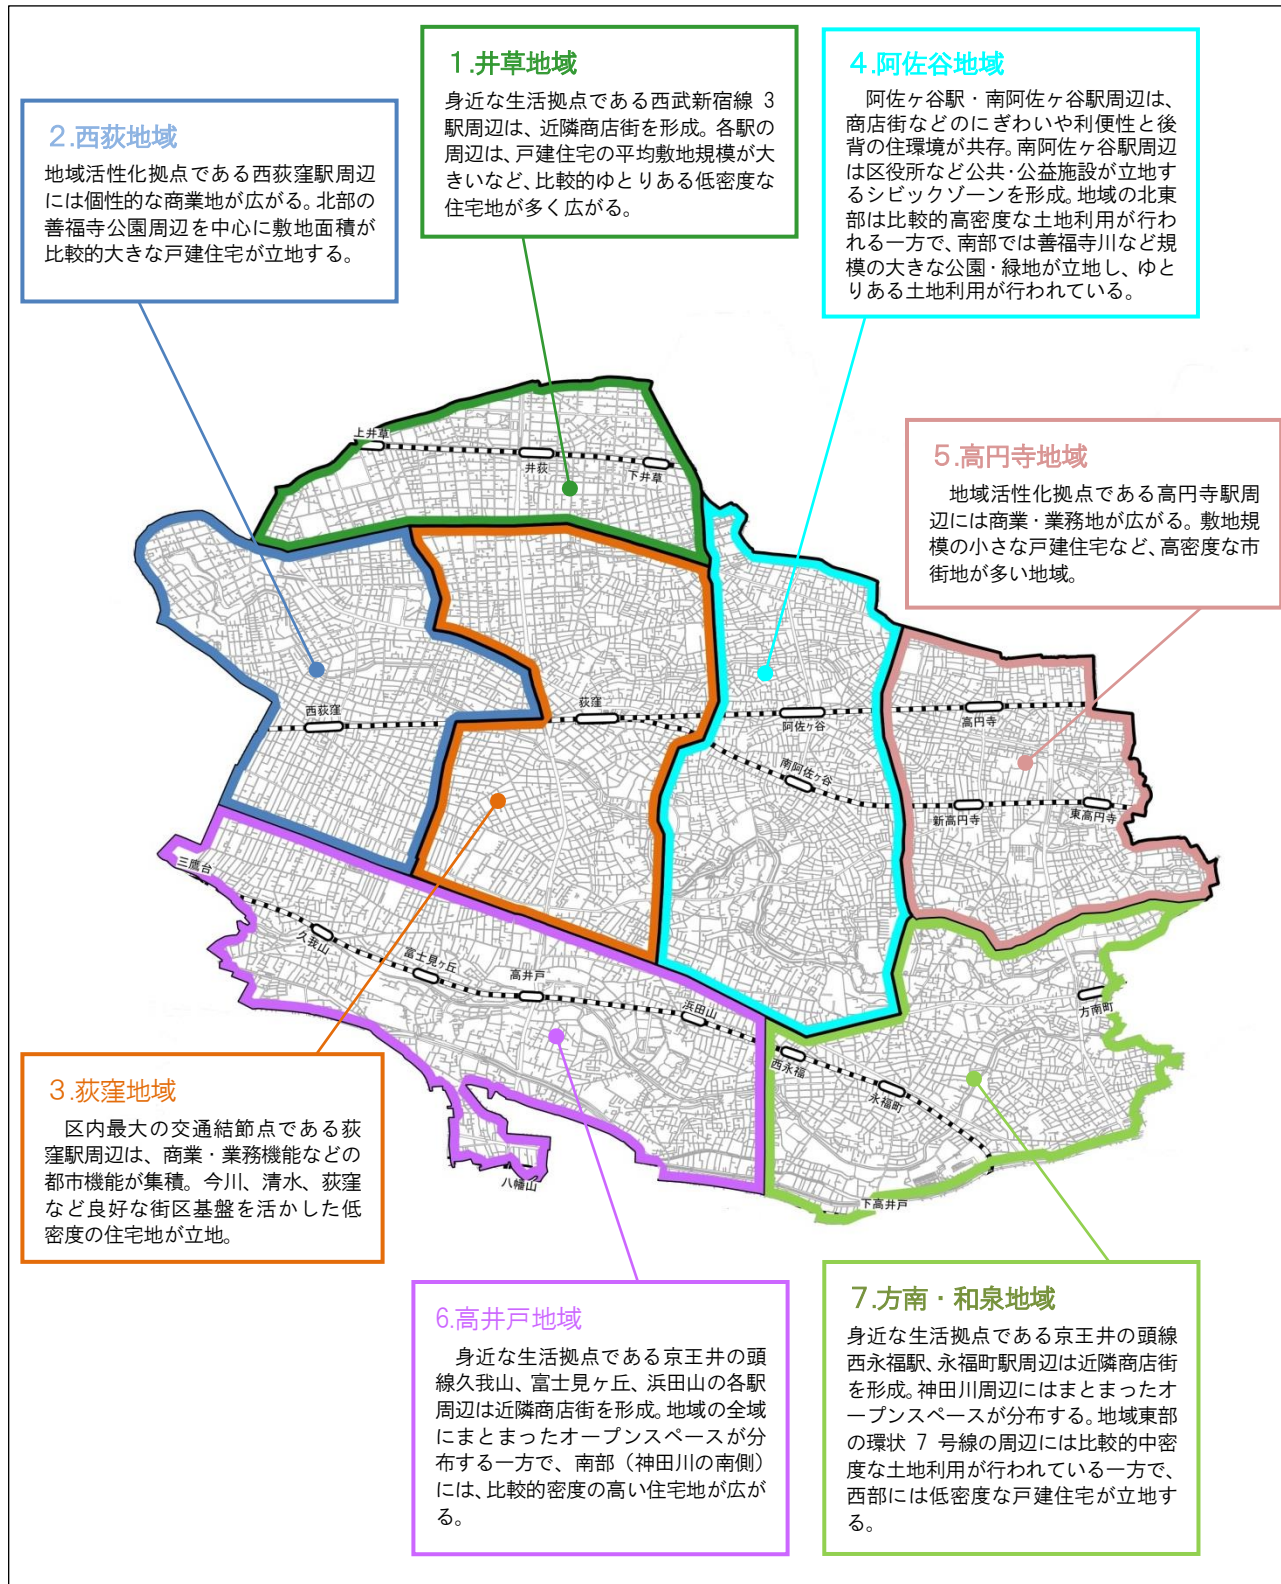 1.井草地域
身近な生活拠点である西武新宿線 3
駅周辺は、近隣商店街を形成。各駅の
周辺は、戸建住宅の平均敷地規模が大
きいなど、比較的ゆとりある低密度な
住宅地が多く広がる。
4.阿佐谷地域
阿佐ヶ谷駅・南阿佐ヶ谷駅周辺は、
商店街などのにぎわいや利便性と後
背の住環境が共存。南阿佐ヶ谷駅周辺
は区役所など公共・公益施設が立地す
るシビックゾーンを形成。地域の北東
部は比較的高密度な土地利用が行わ
れる一方で、南部では善福寺川など規
模の大きな公園・緑地が立地し、ゆと
りある土地利用が行われている。
2.西荻地域
地域活性化拠点である西荻窪駅周辺
には個性的な商業地が広がる。北部の
善福寺公園周辺を中心に敷地面積が
比較的大きな戸建住宅が立地する。
5.高円寺地域
地域活性化拠点である高円寺駅周
辺には商業・業務地が広がる。敷地規
模の小さな戸建住宅など、高密度な市
街地が多い地域。
上井草
井荻
下井草
西荻窪
荻窪
阿佐ヶ谷
高円寺
南阿佐ヶ谷
新高円寺
東高円寺
三鷹台
久我山
富士見ヶ丘
高井戸
浜田山
西永福
永福町
方南町
八幡山
下高井戸
3.荻窪地域
区内最大の交通結節点である荻
窪駅周辺は、商業・業務機能などの
都市機能が集積。今川、清水、荻窪
など良好な街区基盤を活かした低
密度の住宅地が立地。
6.高井戸地域
身近な生活拠点である京王井の頭
線久我山、富士見ヶ丘、浜田山の各駅
周辺は近隣商店街を形成。地域の全域
にまとまったオープンスペースが分
布する一方で、南部（神田川の南側）
には、比較的密度の高い住宅地が広が
る。
7.方南・和泉地域
身近な生活拠点である京王井の頭線
西永福駅、永福町駅周辺は近隣商店街
を形成。神田川周辺にはまとまったオ
ープンスペースが分布する。地域東部
の環状 7 号線の周辺には比較的中密
度な土地利用が行われている一方で、
西部には低密度な戸建住宅が立地す
る。